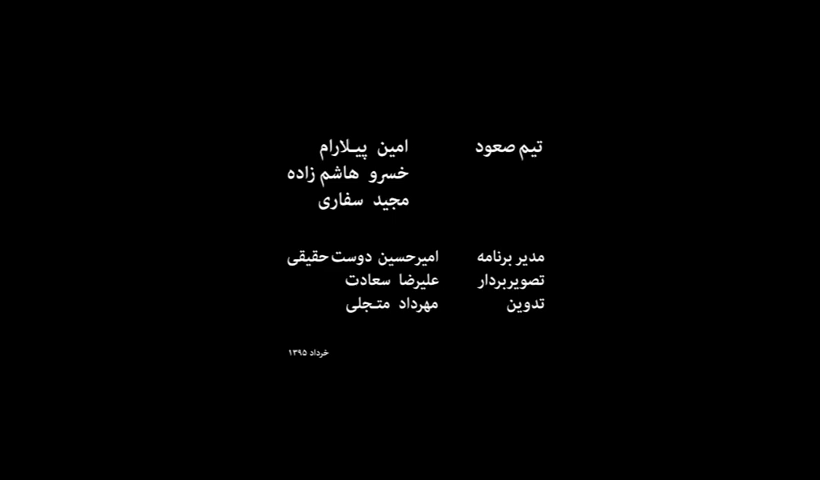 تیم صعود امین پیلارام
خسرو هاشم زاده
مجید سفاری
مدیر برنامه امیرحسین دوست حقیقی
تصویربردار علیرضا سعادت
تدوین مهرداد متجلی
خرداد ۱۳۹۵